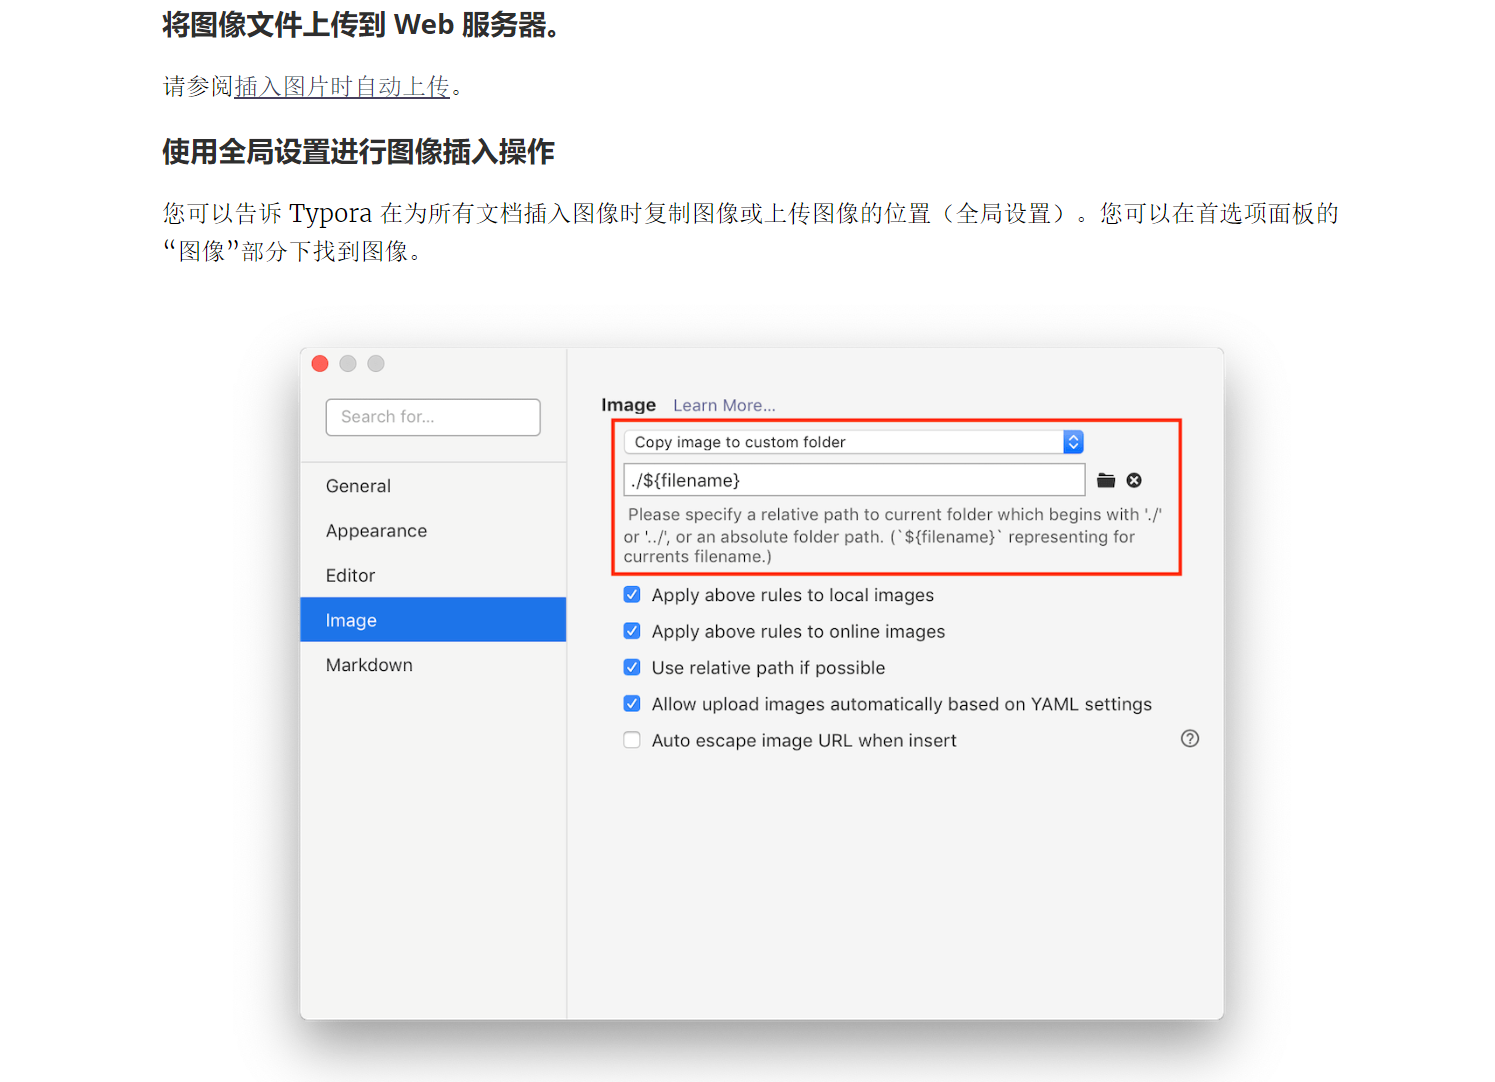 将图像文件上传到 Web 服务器。
请参阅插入图片时自动上传。
使用全局设置进行图像插入操作
您可以告诉 Typora 在为所有文档插入图像时复制图像或上传图像的位置（全局设置）。您可以在首选项面板的
“图像”部分下找到图像。
Search for...
General
Appearance
Editor
Image
Markdown
Image Learn More...
Copy image to custom folder
./${filename}
Please specify a relative path to current folder which begins with './'
or '../', or an absolute folder path. (`${filename}` representing for
currents filename.)
Apply above rules to local images
Apply above rules to online images
Use relative path if possible
Allow upload images automatically based on YAML settings
Auto escape image URL when insert
?